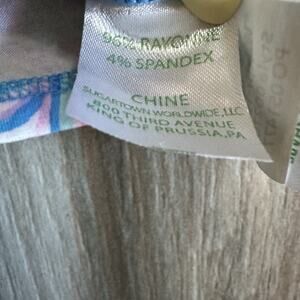 96% RAYONNE
4% SPANDEX
CHINE
SUGARTOWN WORLDWIDE, LLC
800 THIRD AVENUE
KING OF PRUSSIA, PA